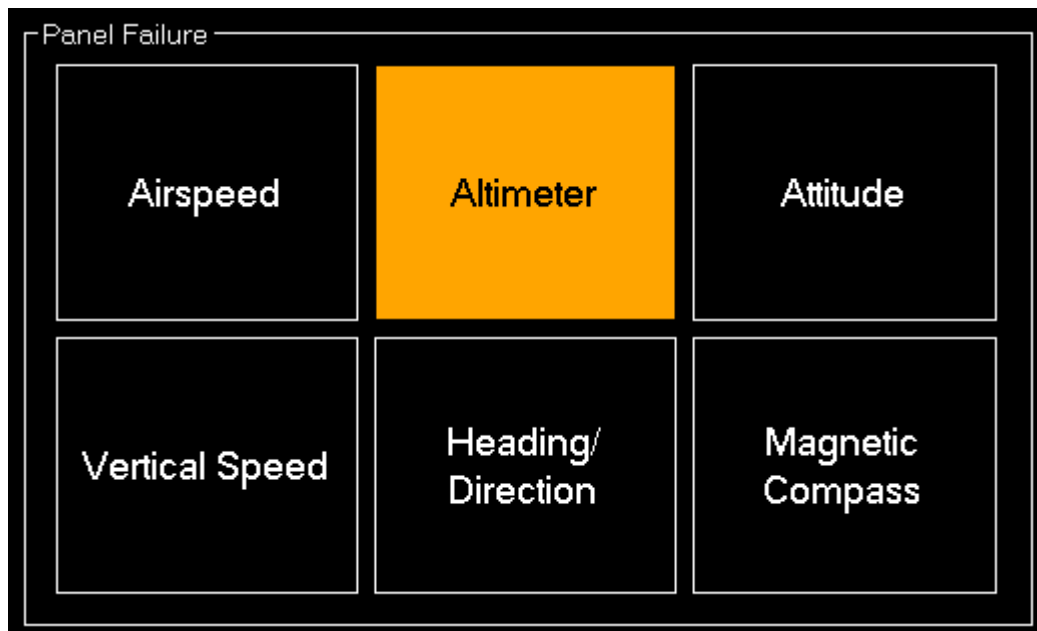 Panel Failure
Airspeed
Altimeter
Attitude
Vertical Speed
Heading/
Direction
Magnetic
Compass